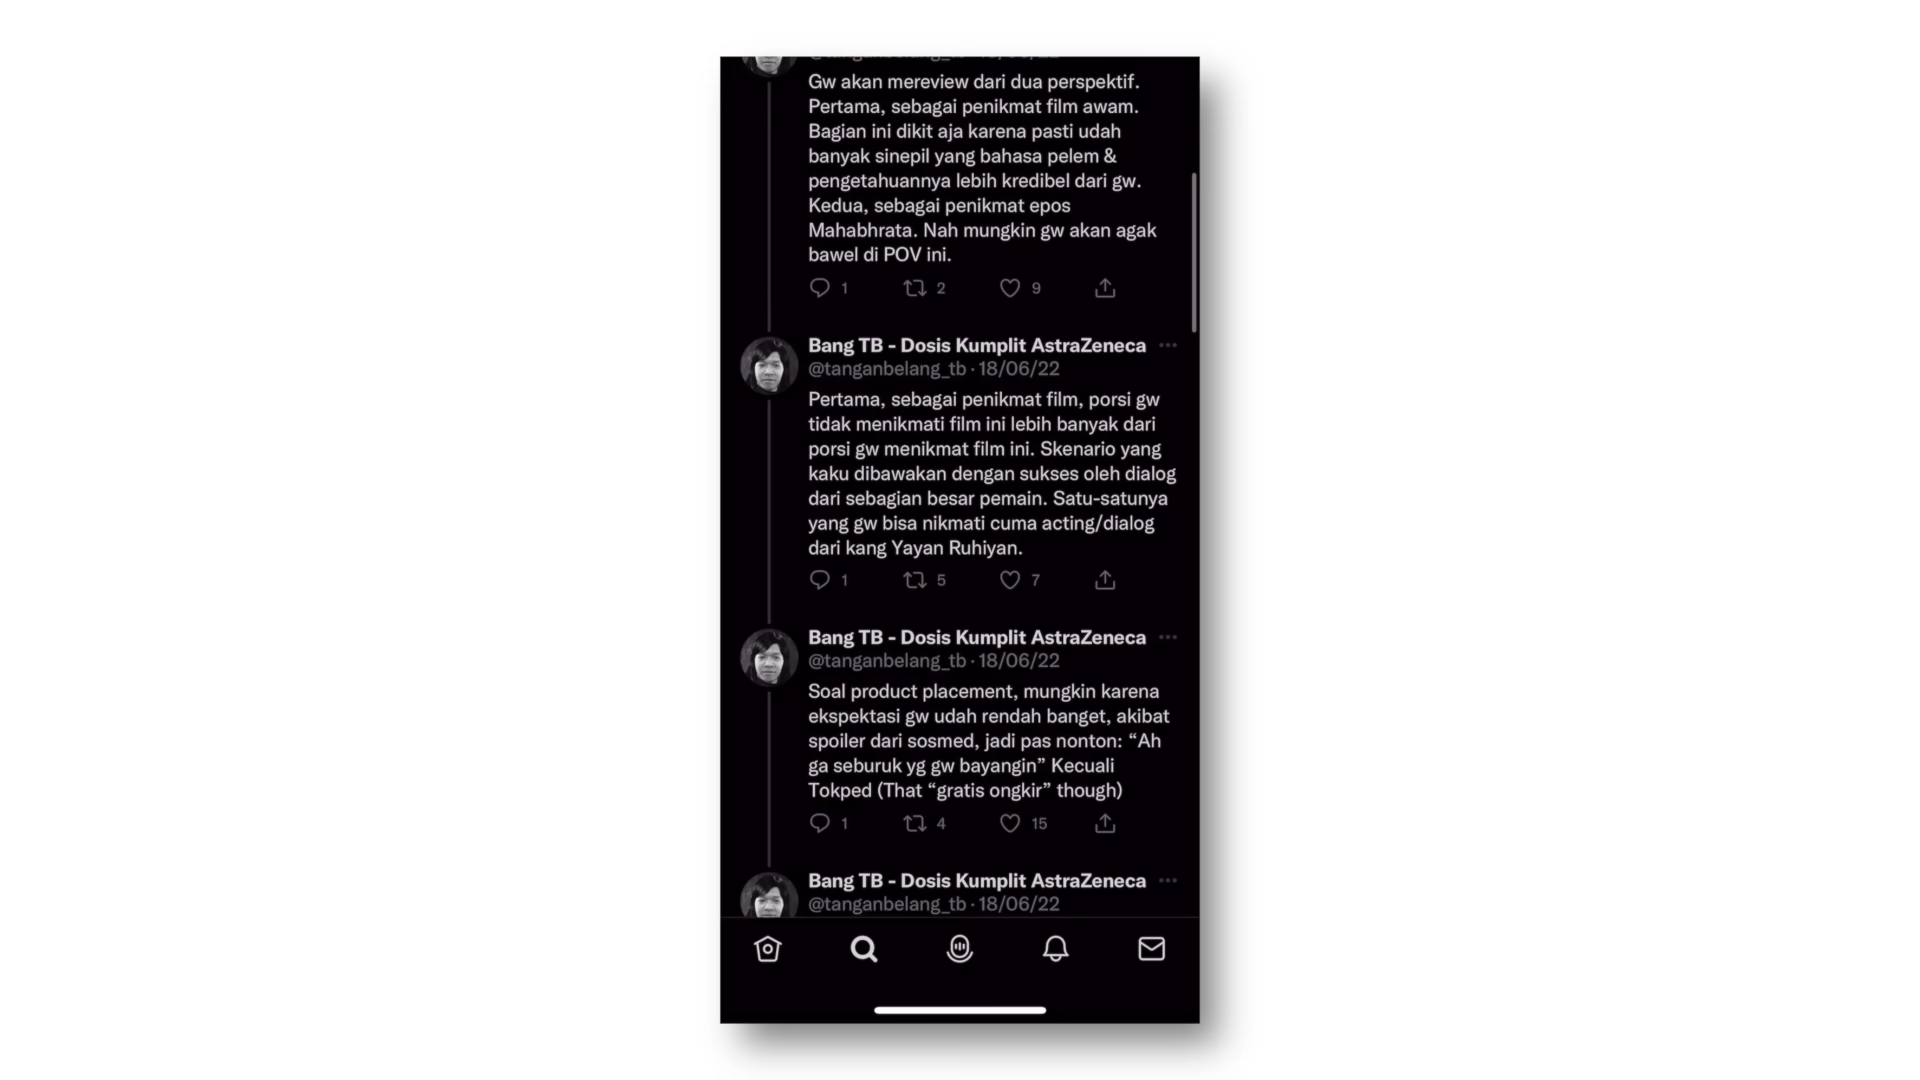 Gw akan mereview dari dua perspektif.
Pertama, sebagai penikmat film awam.
Bagian ini dikit aja karena pasti udah
banyak sinepil yang bahasa pelem &
pengetahuannya lebih kredibel dari gw.
Kedua, sebagai penikmat epos
Mahabhrata. Nah mungkin gw akan agak
bawel di POV ini.
1 2 9
Bang TB - Dosis Kumplit AstraZeneca
@tanganbelang_tb · 18/06/22
Pertama, sebagai penikmat film, porsi gw
tidak menikmati film ini lebih banyak dari
porsi gw menikmat film ini. Skenario yang
kaku dibawakan dengan sukses oleh dialog
dari sebagian besar pemain. Satu-satunya
yang gw bisa nikmati cuma acting/dialog
dari kang Yayan Ruhiyan.
1 5 7
Bang TB - Dosis Kumplit AstraZeneca
@tanganbelang_tb · 18/06/22
Soal product placement, mungkin karena
ekspektasi gw udah rendah banget, akibat
spoiler dari sosmed, jadi pas nonton: “Ah
ga seburuk yg gw bayangin” Kecuali
Tokped (That “gratis ongkir” though)
1 4 15
Bang TB - Dosis Kumplit AstraZeneca
@tanganbelang_tb · 18/06/22